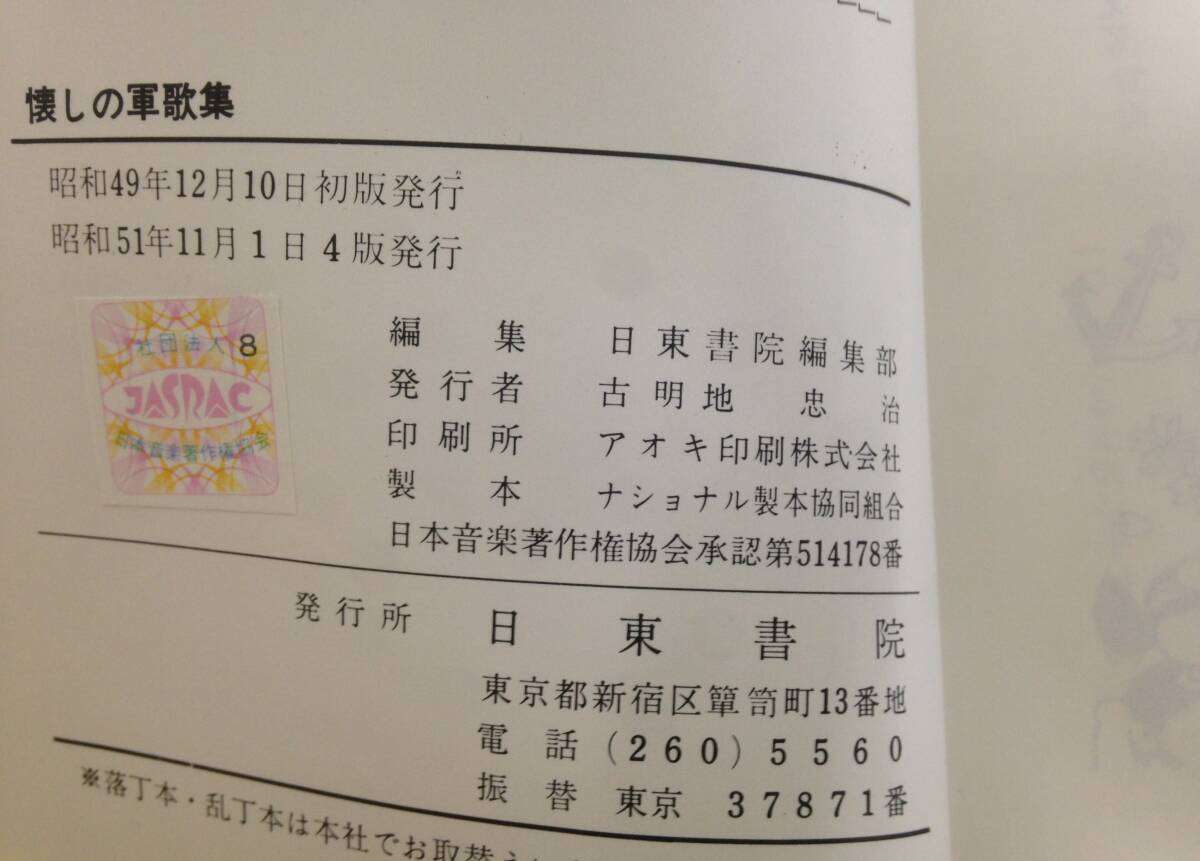 懐しの軍歌集
昭和49年12月10日初版発行
昭和51年11月1日4版発行
社団法人 8
JASRAC
日本音楽著作権協会
編集 日東書院編集部
発行者 古明地忠治
印刷所 アオキ印刷株式会社
製本 ナショナル製本協同組合
日本音楽著作権協会承認第514178番
発行所 日東書院
東京都新宿区簞笥町13番地
電話(260)5560
振替 東京 37871番
※落丁本・乱丁本は本社でお取替え